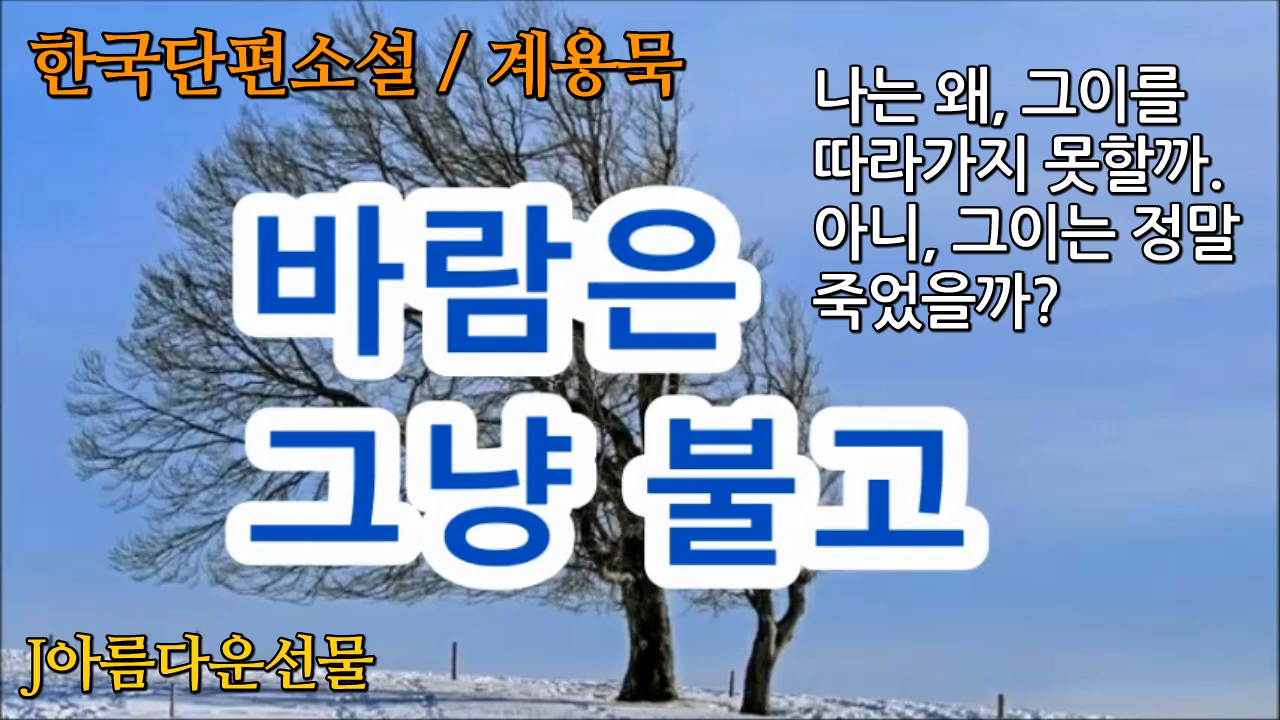 한국단편소설 / 계용묵
나는 왜, 그이를
따라가지 못할까.
아니, 그이는 정말
죽었을까?
바람은
그냥 불고
J아름다운선물